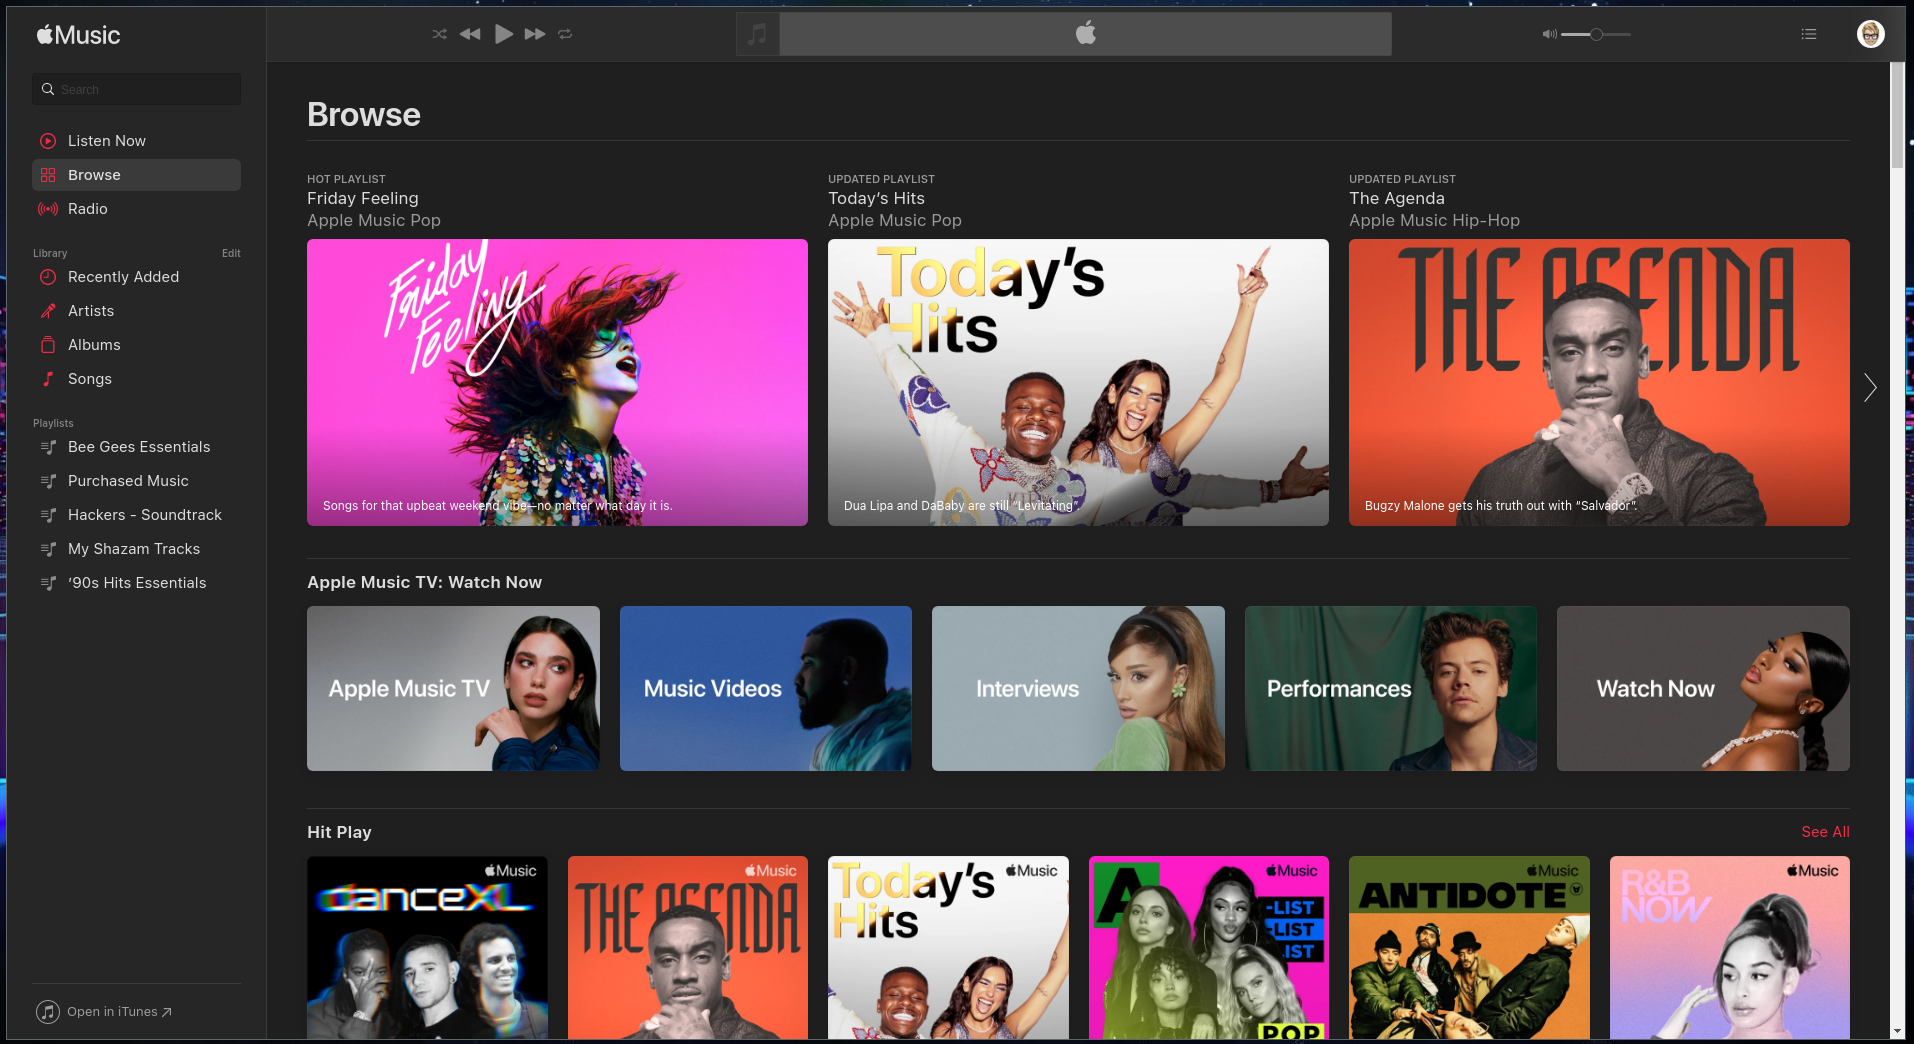 Music
Search
Listen Now
Browse
Radio
Library
Edit
Recently Added
Artists
Albums
Songs
Playlists
Bee Gees Essentials
Purchased Music
Hackers - Soundtrack
My Shazam Tracks
’90s Hits Essentials
Open in iTunes
Browse
HOT PLAYLIST
Friday Feeling
Apple Music Pop
Friday
Feeling
Songs for that upbeat weekend vibe—no matter what day it is.
UPDATED PLAYLIST
Today’s Hits
Apple Music Pop
Today’s
Hits
Dua Lipa and DaBaby are still “Levitating”.
UPDATED PLAYLIST
The Agenda
Apple Music Hip-Hop
THE AGENDA
Bugzy Malone gets his truth out with “Salvador”.
Apple Music TV: Watch Now
Apple Music TV
Music Videos
Interviews
Performances
Watch Now
Hit Play
See All
Music
danceXL
Music
THE AGENDA
Music
Today’s
Hits
Music
A
-LIST
-LIST
-LIST
POP
Music
ANTIDOTE
Music
R&B
NOW